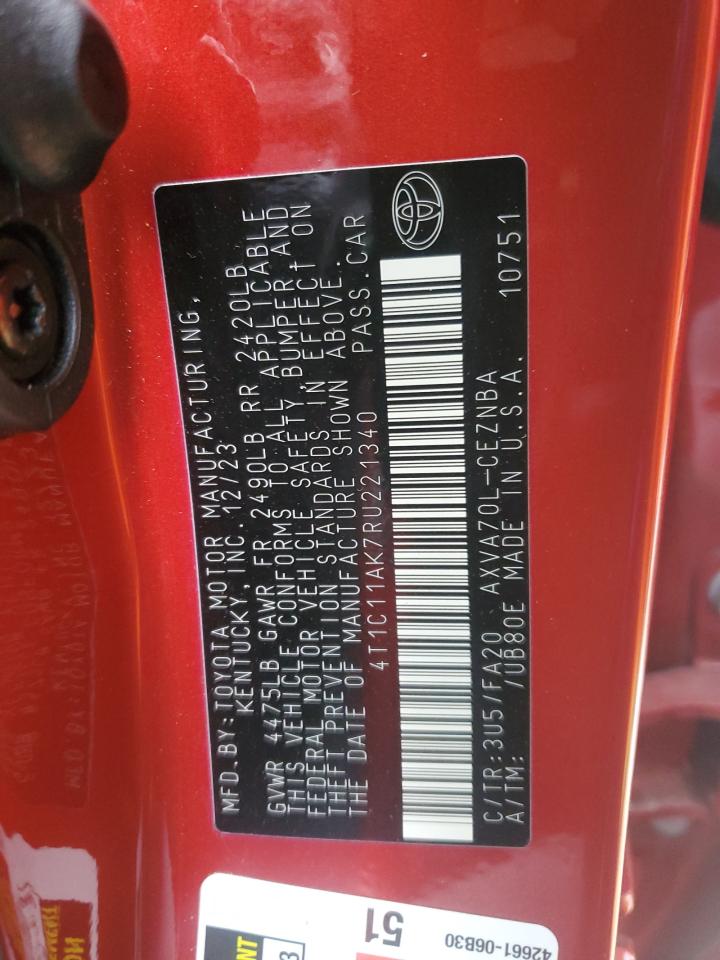 MFD. BY: TOYOTA MOTOR MANUFACTURING,
KENTUCKY, INC. 12/23
GVWR 4475LB GAWR FR 2490LB RR 2420LB
THIS VEHICLE CONFORMS TO ALL APPLICABLE
FEDERAL MOTOR VEHICLE SAFETY, BUMPER, AND
THEFT PREVENTION STANDARDS IN EFFECT ON
THE DATE OF MANUFACTURE SHOWN ABOVE.
4T1C11AK7RU221340 PASS. CAR
C/TR:3U5/FA20 AXVA70L-CEZNBA 10751
A/TM: /UB80E MADE IN U.S.A.
51
42661-06B30